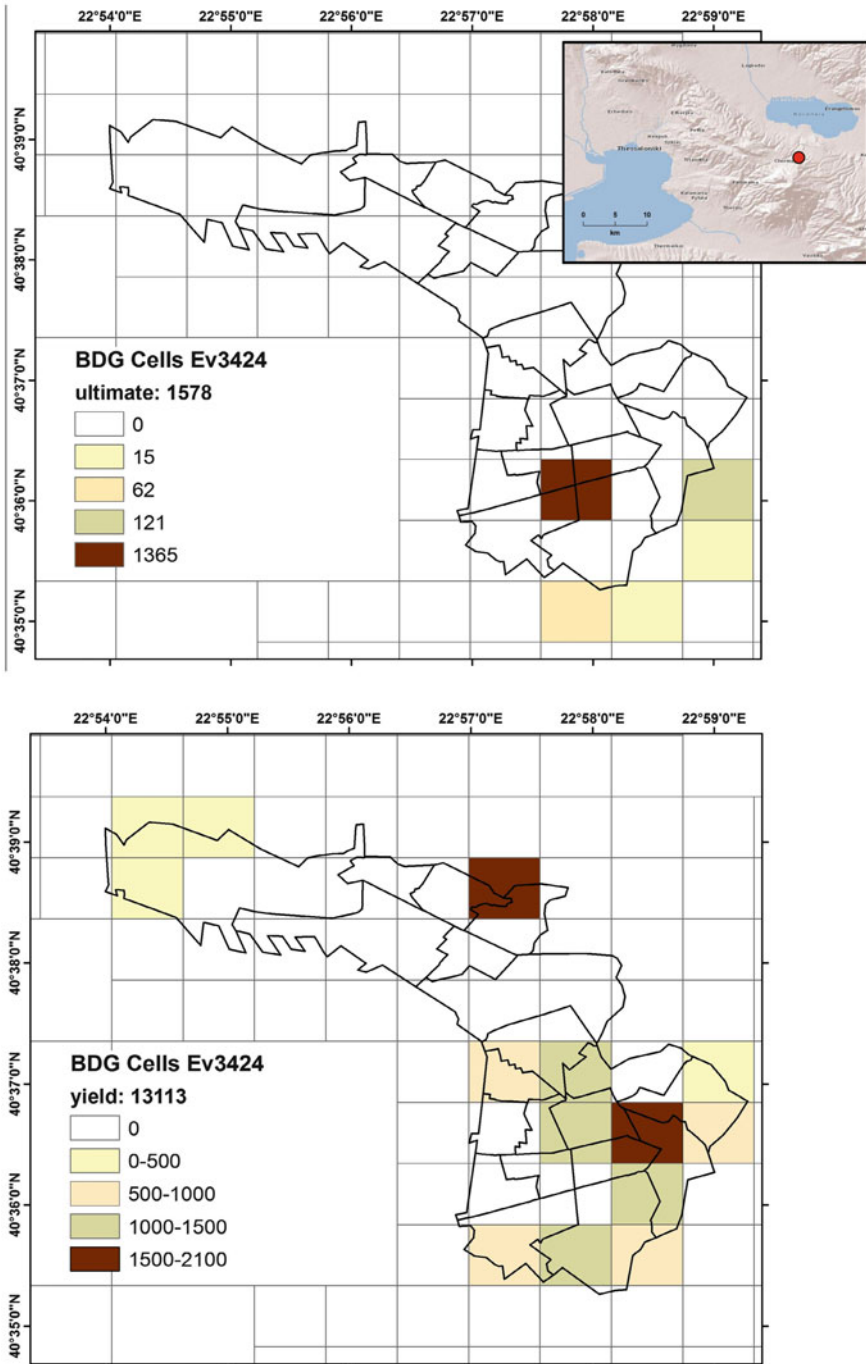 22°54'0"E 22°55'0"E 22°56'0"E 22°57'0"E 22°58'0"E 22°59'0"E
40°39'0"N
40°38'0"N
40°37'0"N
40°36'0"N
40°35'0"N
Thessaloniki
0 5 10
km
BDG Cells Ev3424
ultimate: 1578
0
15
62
121
1365
22°54'0"E 22°55'0"E 22°56'0"E 22°57'0"E 22°58'0"E 22°59'0"E
40°39'0"N
40°38'0"N
40°37'0"N
40°36'0"N
40°35'0"N
BDG Cells Ev3424
yield: 13113
0
0-500
500-1000
1000-1500
1500-2100